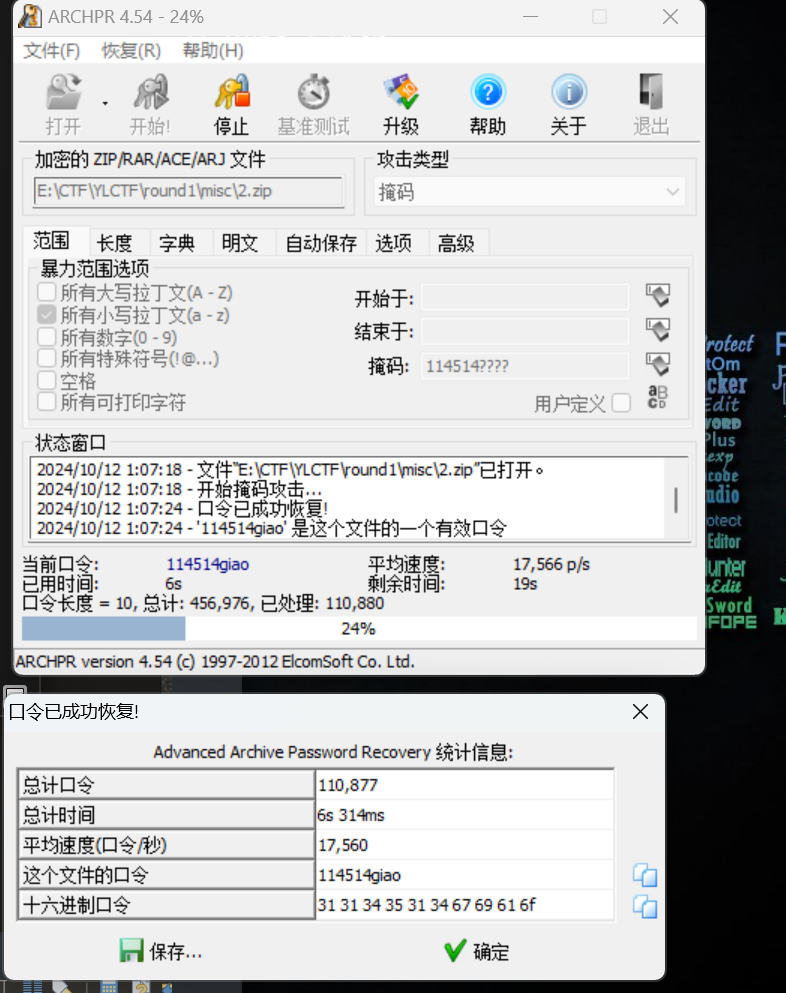 ARCHPR 4.54 - 24%
文件(F) 恢复(R) 帮助(H)
打开 开始! 停止 基准测试 升级 帮助 关于 退出
加密的 ZIP/RAR/ACE/ARJ 文件 攻击类型
E:\CTF\YLCTF\round1\misc\2.zip 掩码
范围 长度 字典 明文 自动保存 选项 高级
暴力范围选项
所有大写拉丁文(A - Z) 开始于:
所有小写拉丁文(a - z)
所有数字(0 - 9) 结束于:
所有特殊符号(!@...) 掩码: 114514????
空格
所有可打印字符 用户定义
状态窗口
2024/10/12 1:07:18 - 文件“E:\CTF\YLCTF\round1\misc\2.zip”已打开。
2024/10/12 1:07:18 - 开始掩码攻击...
2024/10/12 1:07:24 - 口令已成功恢复!
2024/10/12 1:07:24 - '114514giao' 是这个文件的一个有效口令
当前口令: 114514giao 平均速度: 17,566 p/s
已用时间: 6s 剩余时间: 19s
口令长度 = 10, 总计: 456,976, 已处理: 110,880
24%
ARCHPR version 4.54 (c) 1997-2012 ElcomSoft Co. Ltd.
口令已成功恢复!
Advanced Archive Password Recovery 统计信息:
总计口令 110,877
总计时间 6s 314ms
平均速度(口令/秒) 17,560
这个文件的口令 114514giao
十六进制口令 31 31 34 35 31 34 67 69 61 6f
保存... 确定
Edit
Plus
Editor
Sword